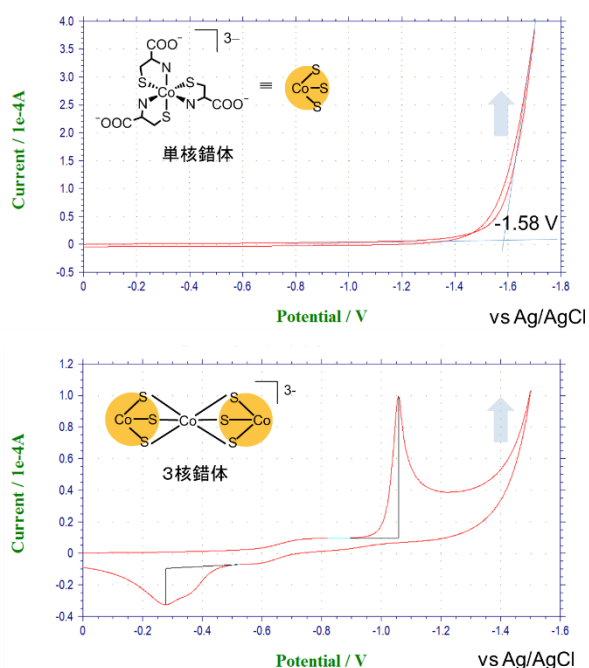 4.0
3.5
3.0
2.5
2.0
1.5
1.0
0.5
0
-0.5
Current / 1e-4A
COO⁻
3–
N
S
Co
S
N
N
S
COO⁻
⁻OOC
≡
S
Co S
S
単核錯体
-1.58 V
0 -0.2 -0.4 -0.6 -0.8 -1.0 -1.2 -1.4 -1.6 -1.8
Potential / V
vs Ag/AgCl
1.2
1.0
0.8
0.6
0.4
0.2
0
-0.2
-0.4
Current / 1e-4A
3-
S S
Co S Co S Co
S S
3核錯体
0 -0.2 -0.4 -0.6 -0.8 -1.0 -1.2 -1.4 -1.6
Potential / V
vs Ag/AgCl